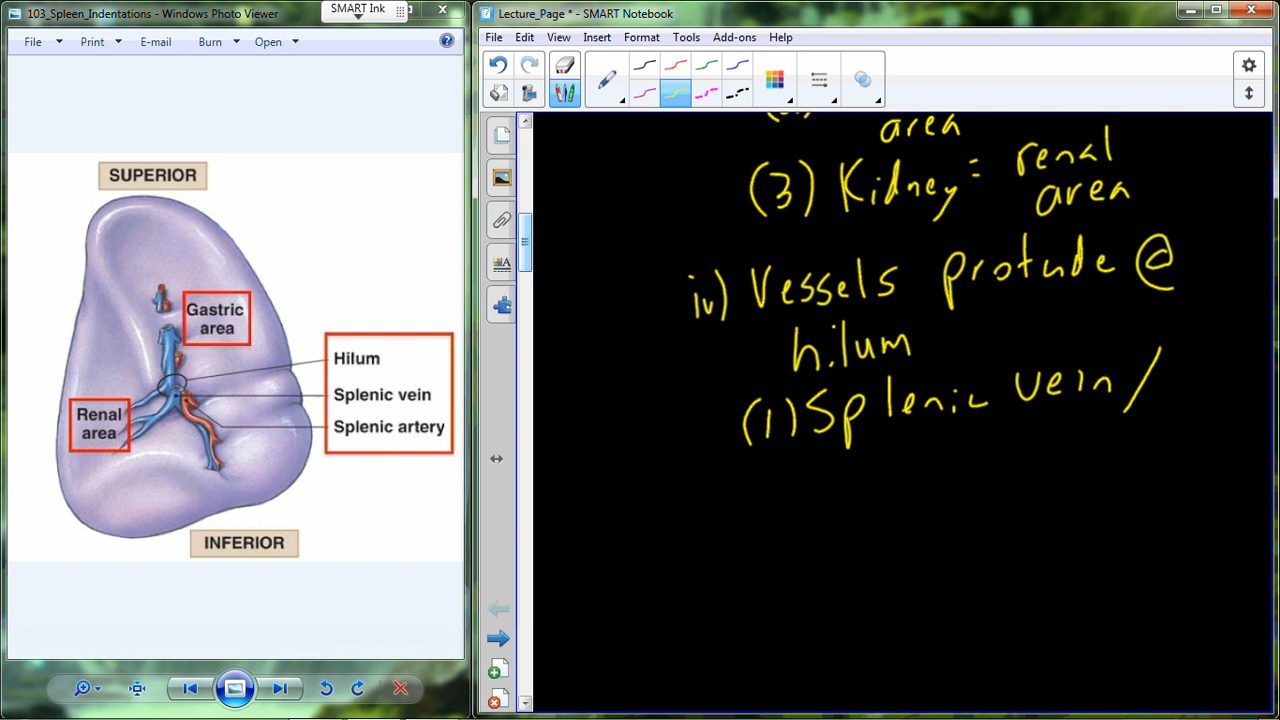 103_Spleen_Indentations - Windows Photo Viewer
SMART Ink
File Print E-mail Burn Open
SUPERIOR
Gastric
area
Hilum
Splenic vein
Renal
area
Splenic artery
INFERIOR
Lecture_Page * - SMART Notebook
File Edit View Insert Format Tools Add-ons Help
area
(3) Kidney = renal
area
iv) Vessels protude @
hilum
(1) Splenic vein /